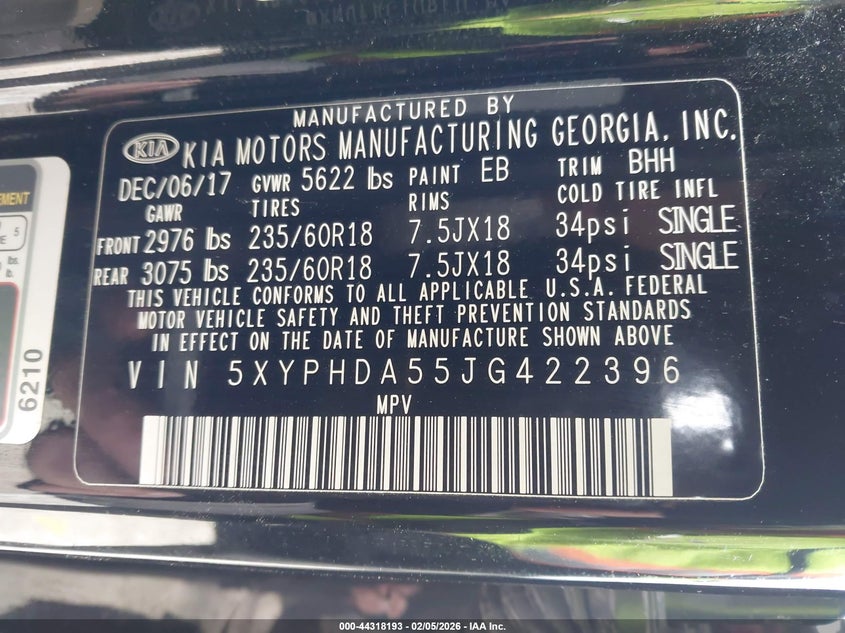 MANUFACTURED BY
KIA KIA MOTORS MANUFACTURING GEORGIA, INC.
DEC/06/17 GVWR 5622 lbs PAINT EB TRIM BHH
GAWR TIRES RIMS COLD TIRE INFL
FRONT 2976 lbs 235/60R18 7.5JX18 34psi SINGLE
REAR 3075 lbs 235/60R18 7.5JX18 34psi SINGLE
THIS VEHICLE CONFORMS TO ALL APPLICABLE U.S.A. FEDERAL
MOTOR VEHICLE SAFETY AND THEFT PREVENTION STANDARDS
IN EFFECT ON THE DATE OF MANUFACTURE SHOWN ABOVE
VIN 5XYPHDA55JG422396
MPV
5
lbs.
lb.
6210
000-44318193 - 02/05/2026 - IAA Inc.